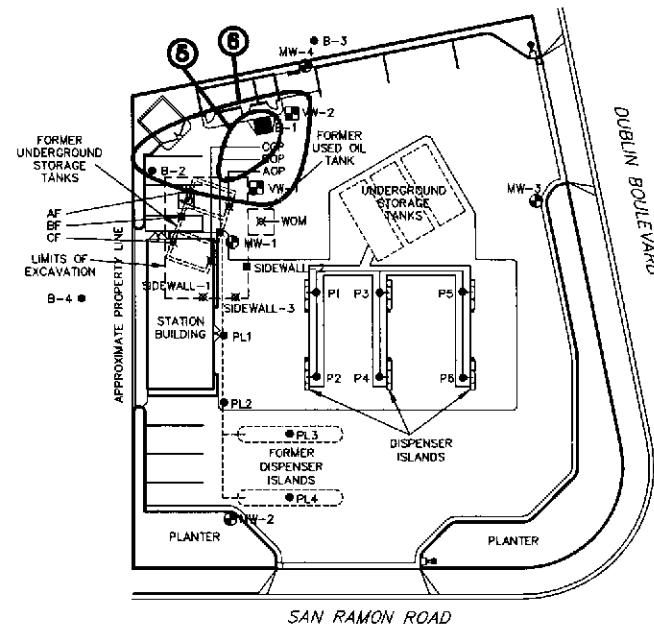 B-3
MW-4
5
6
VW-2
B-1
FORMER
UNDERGROUND
STORAGE
TANKS
FORMER
USED OIL
TANK
AOP
B-2
VW-1
AF
BF
CF
WOM
MW-1
UNDERGROUND
STORAGE
TANKS
MW-3
DUBLIN BOULEVARD
LIMITS OF
EXCAVATION
SIDEWALL-2
SIDEWALL-1
SIDEWALL-3
B-4
APPROXIMATE PROPERTY LINE
STATION
BUILDING
P1
P3
P5
P2
P4
P6
PL1
PL2
PL3
FORMER
DISPENSER
ISLANDS
PL4
DISPENSER
ISLANDS
MW-2
PLANTER
PLANTER
SAN RAMON ROAD